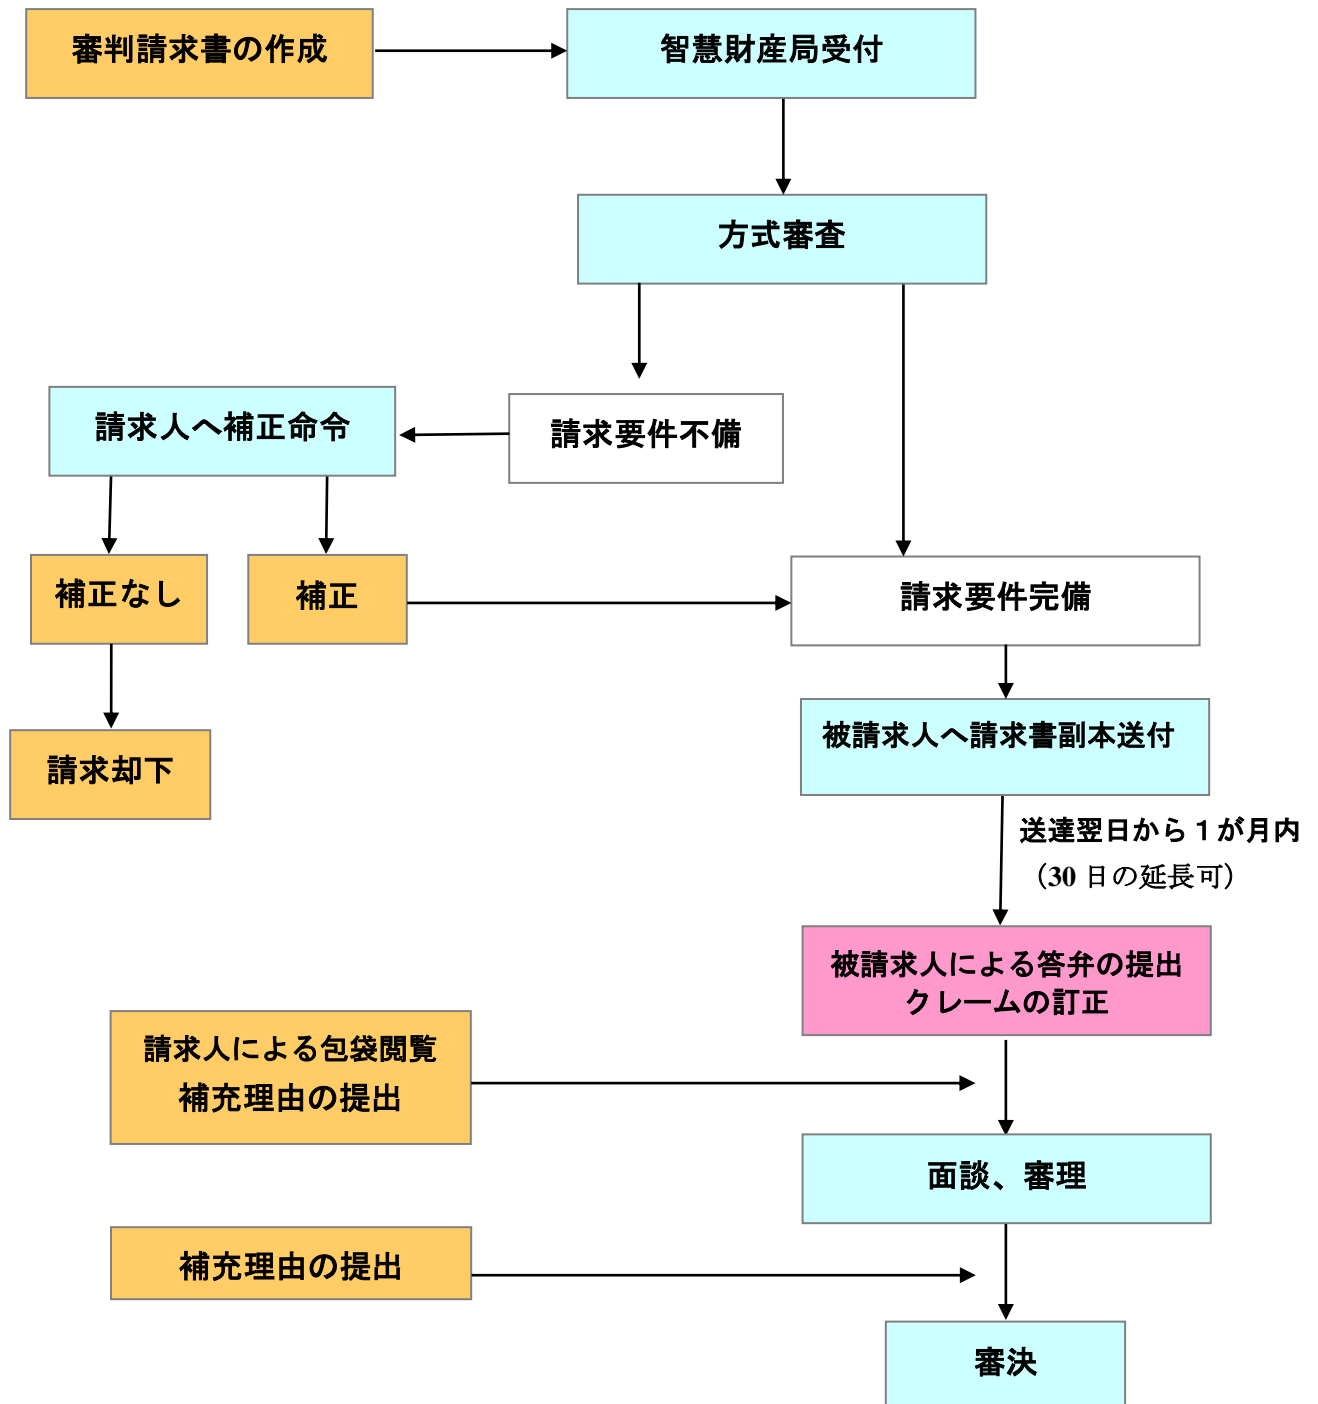 審判請求書の作成
智慧財産局受付
方式審査
請求人へ補正命令
請求要件不備
補正なし
補正
請求要件完備
請求却下
被請求人へ請求書副本送付
送達翌日から１が月内
（30 日の延長可）
被請求人による答弁の提出
クレームの訂正
請求人による包袋閲覧
補充理由の提出
面談、審理
補充理由の提出
審決